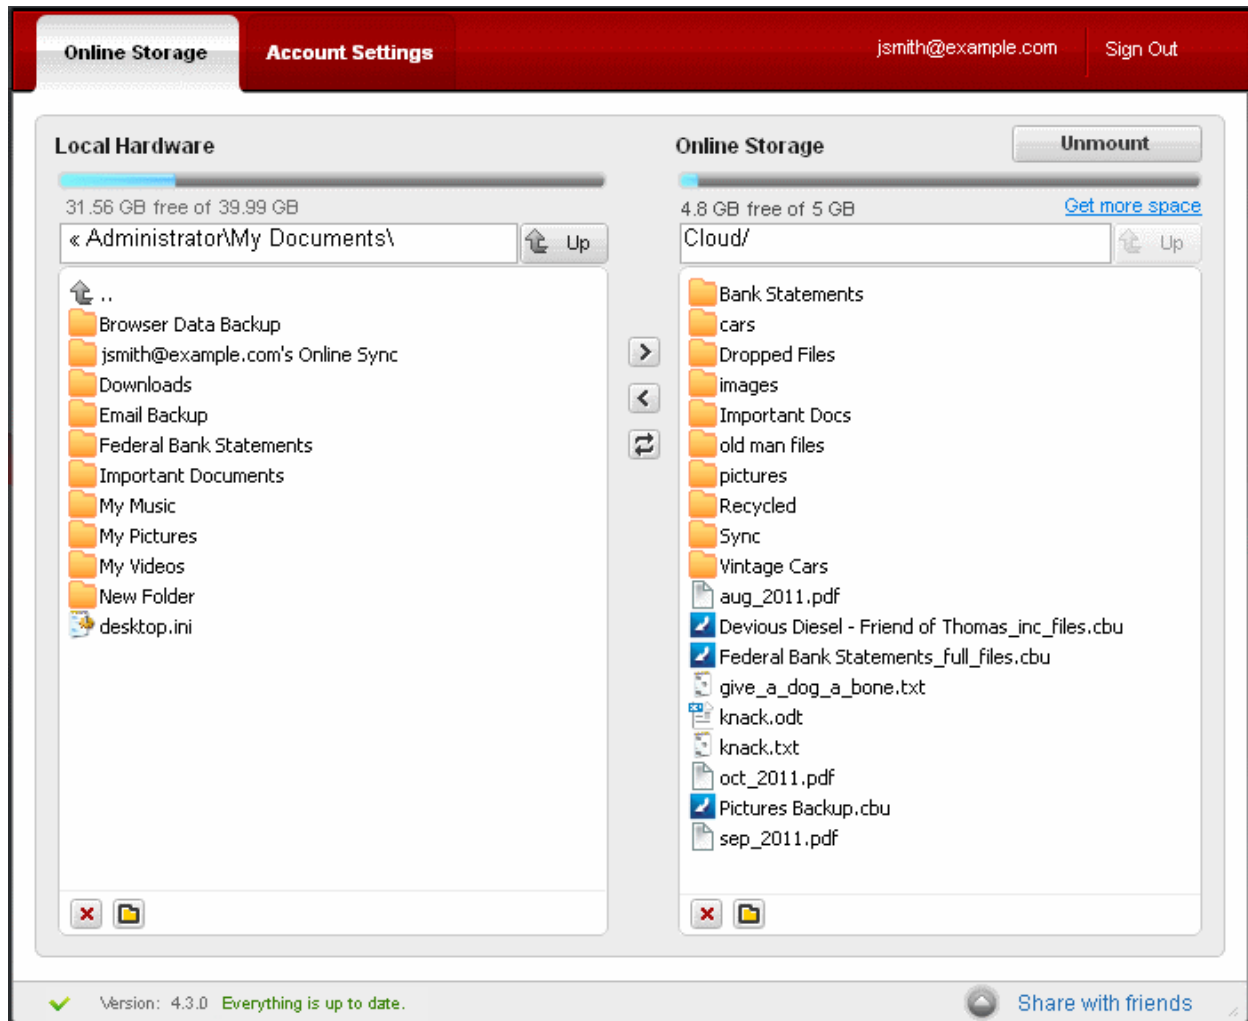 Online Storage
Account Settings
jsmith@example.com
Sign Out
Local Hardware
31.56 GB free of 39.99 GB
« Administrator\My Documents\
Up
..
Browser Data Backup
jsmith@example.com's Online Sync
Downloads
Email Backup
Federal Bank Statements
Important Documents
My Music
My Pictures
My Videos
New Folder
desktop.ini
Online Storage
Unmount
4.8 GB free of 5 GB
Get more space
Cloud/
Up
Bank Statements
cars
Dropped Files
images
Important Docs
old man files
pictures
Recycled
Sync
Vintage Cars
aug_2011.pdf
Devious Diesel - Friend of Thomas_inc_files.cbu
Federal Bank Statements_full_files.cbu
give_a_dog_a_bone.txt
knack.odt
knack.txt
oct_2011.pdf
Pictures Backup.cbu
sep_2011.pdf
Version: 4.3.0 Everything is up to date.
Share with friends